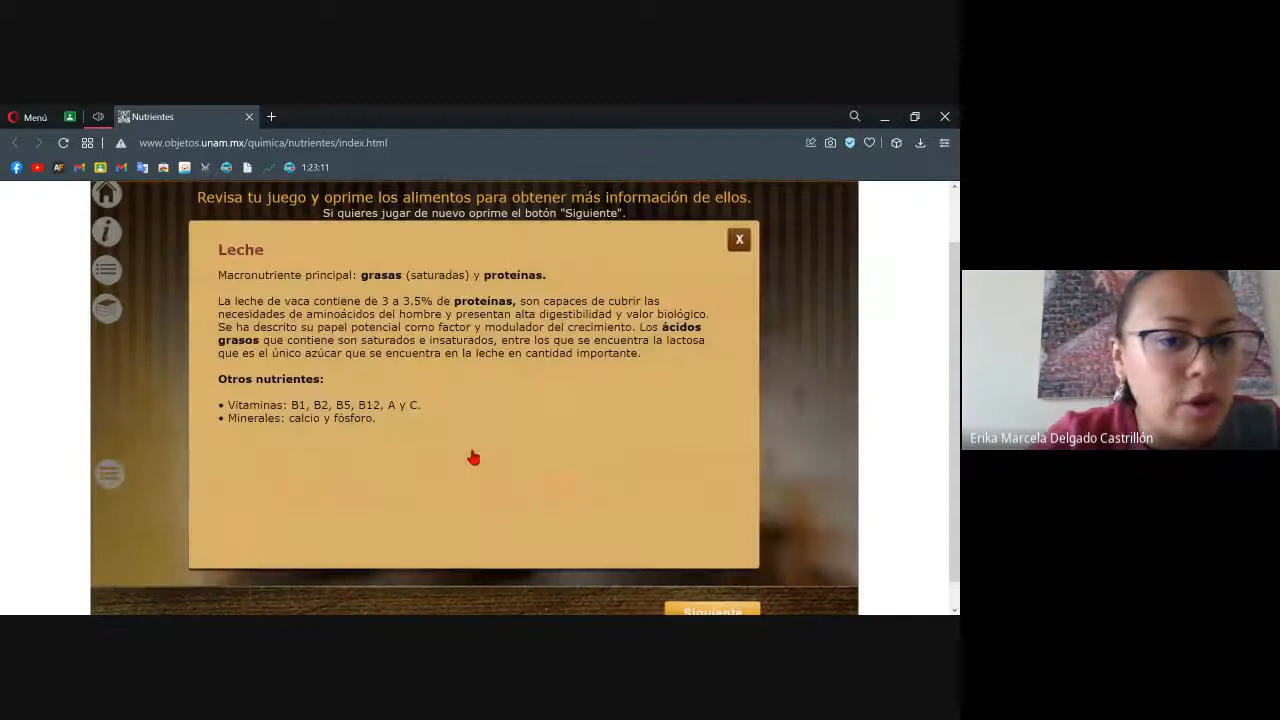 Menú
Nutrientes
www.objetos.unam.mx/quimica/nutrientes/index.html
AF
1:23:11
Revisa tu juego y oprime los alimentos para obtener más información de ellos.
Si quieres jugar de nuevo oprime el botón "Siguiente".
X
Leche
Macronutriente principal: grasas (saturadas) y proteínas.
La leche de vaca contiene de 3 a 3.5% de proteínas, son capaces de cubrir las
necesidades de aminoácidos del hombre y presentan alta digestibilidad y valor biológico.
Se ha descrito su papel potencial como factor y modulador del crecimiento. Los ácidos
grasos que contiene son saturados e insaturados, entre los que se encuentra la lactosa
que es el único azúcar que se encuentra en la leche en cantidad importante.
Otros nutrientes:
• Vitaminas: B1, B2, B5, B12, A y C.
• Minerales: calcio y fósforo.
Siguiente
Erika Marcela Delgado Castrillón